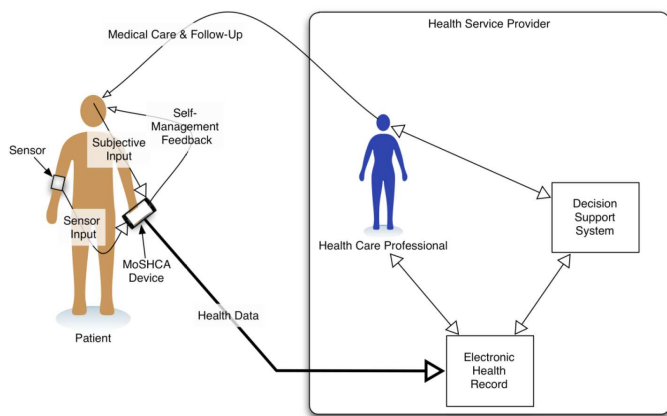 Health Service Provider
Medical Care & Follow-Up
Self-
Management
Feedback
Subjective
Input
Sensor
Sensor
Input
MoSHCA
Device
Health Care Professional
Decision
Support
System
Health Data
Patient
Electronic
Health
Record